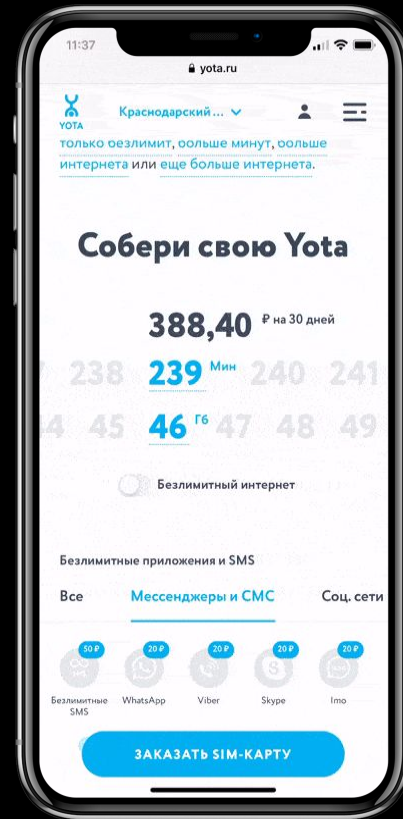 11:37
yota.ru
YOTA
Краснодарский...
только безлимит, больше минут, больше
интернета или еще больше интернета.
Собери свою Yota
388,40 ₽ на 30 дней
238 239 Мин 240 241
45 46 Гб 47 48 49
Безлимитный интернет
Безлимитные приложения и SMS
Все Мессенджеры и СМС Соц. сети
50 ₽ 20 ₽ 20 ₽ 20 ₽ 20 ₽
Безлимитные WhatsApp Viber Skype Imo
SMS
ЗАКАЗАТЬ SIM-КАРТУ